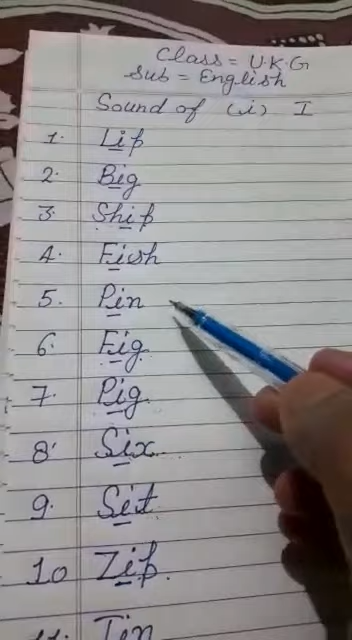 Class = U.K.G
Sub = English
Sound of (i) I
1. Lip
2. Big
3. Ship
4. Fish
5. Pin
6. Fig
7. Pig
8. Six
9. Sit
10 Zip.
11. Tin